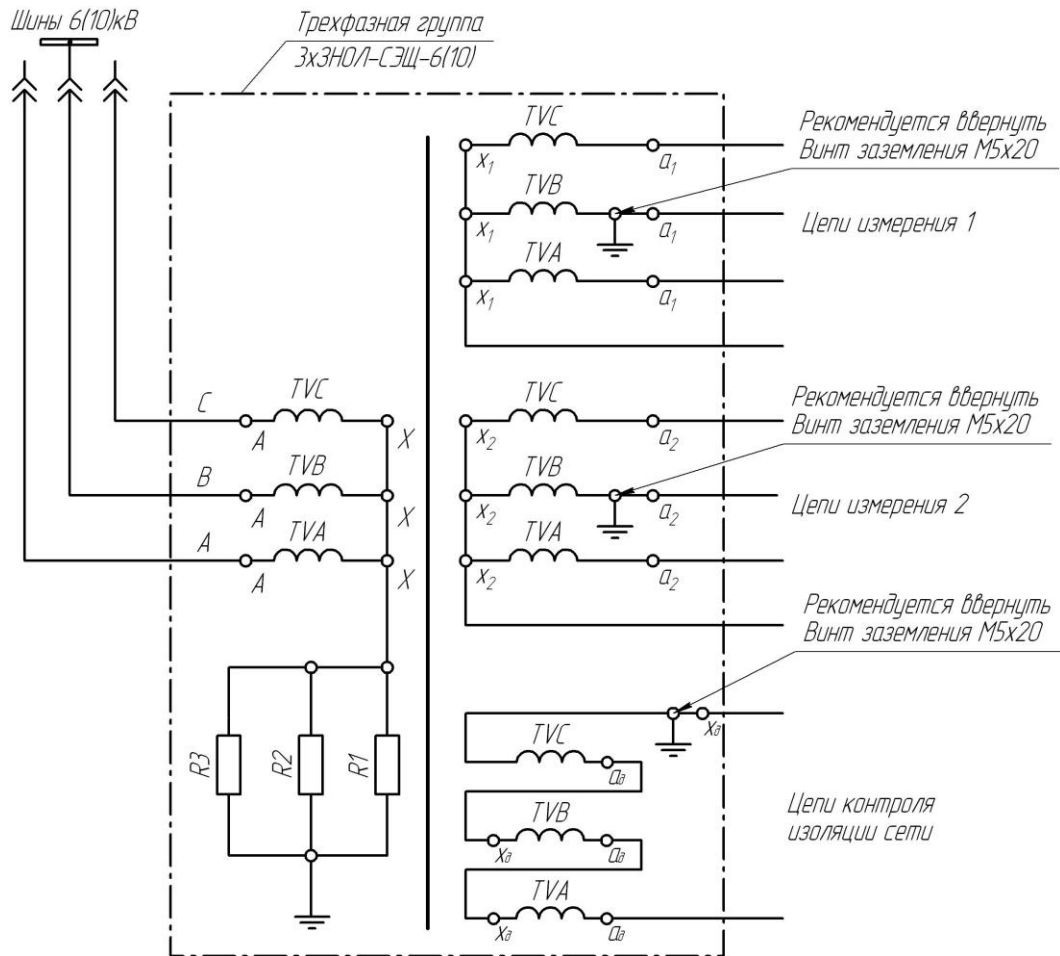 Шины 6(10)кВ
Трехфазная группа
3хЗНОЛ-СЭЩ-6(10)
TVC
x1
a1
Рекомендуется ввернуть
Винт заземления М5х20
TVB
x1
a1
Цепи измерения 1
TVA
x1
a1
C
TVC
A
X
B
TVB
A
X
A
TVA
A
X
TVC
x2
a2
Рекомендуется ввернуть
Винт заземления М5х20
TVB
x2
a2
Цепи измерения 2
TVA
x2
a2
Рекомендуется ввернуть
Винт заземления М5х20
R3
R2
R1
xд
TVC
aд
TVB
xд
aд
TVA
xд
aд
Цепи контроля
изоляции сети